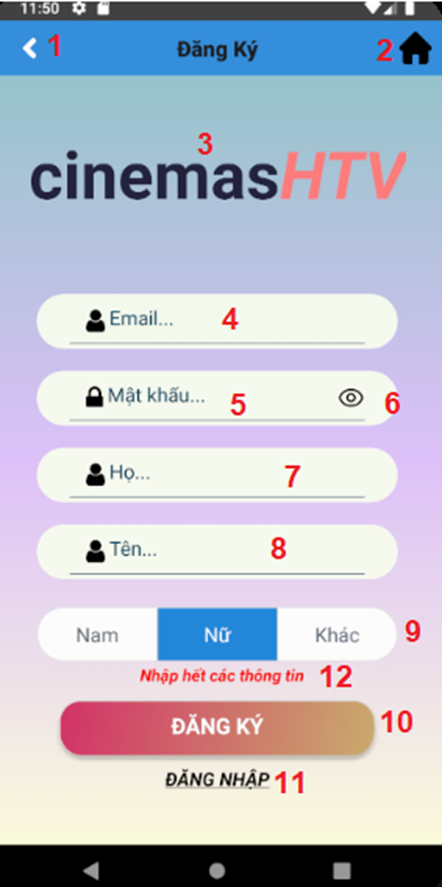 11:50
1 Đăng Ký 2
3
cinemasHTV
Email... 4
Mật khẩu... 5 6
Họ... 7
Tên... 8
Nam Nữ Khác 9
Nhập hết các thông tin 12
ĐĂNG KÝ 10
ĐĂNG NHẬP 11